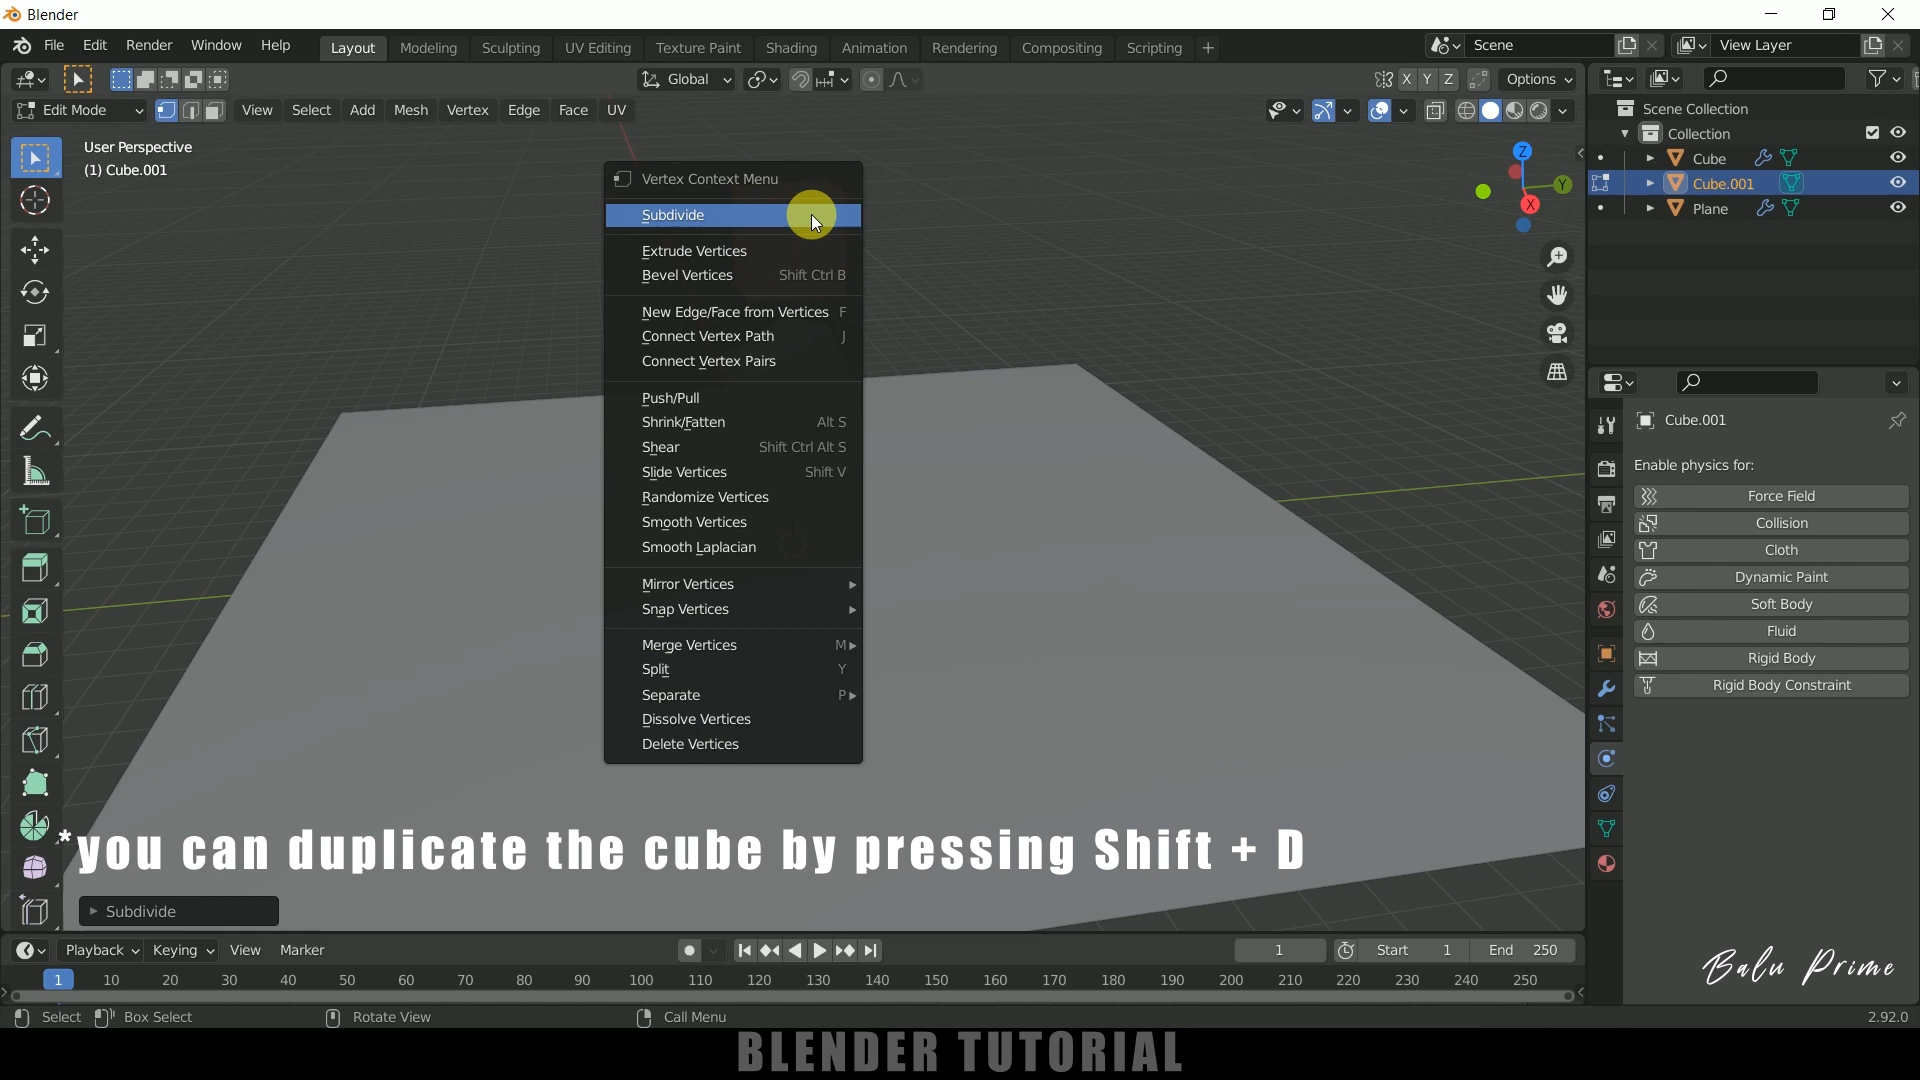 Blender
File Edit Render Window Help Layout Modeling Sculpting UV Editing Texture Paint Shading Animation Rendering Compositing Scripting + Scene View Layer
Global X Y Z Options
Edit Mode View Select Add Mesh Vertex Edge Face UV
User Perspective
(1) Cube.001
Vertex Context Menu
Subdivide
Extrude Vertices
Bevel Vertices Shift Ctrl B
New Edge/Face from Vertices F
Connect Vertex Path J
Connect Vertex Pairs
Push/Pull
Shrink/Fatten Alt S
Shear Shift Ctrl Alt S
Slide Vertices Shift V
Randomize Vertices
Smooth Vertices
Smooth Laplacian
Mirror Vertices
Snap Vertices
Merge Vertices M
Split Y
Separate P
Dissolve Vertices
Delete Vertices
Z
Y
X
Scene Collection
Collection
Cube
Cube.001
Plane
Cube.001
Enable physics for:
Force Field
Collision
Cloth
Dynamic Paint
Soft Body
Fluid
Rigid Body
Rigid Body Constraint
*you can duplicate the cube by pressing Shift + D
Subdivide
Playback Keying View Marker 1 Start 1 End 250
1 10 20 30 40 50 60 70 80 90 100 110 120 130 140 150 160 170 180 190 200 210 220 230 240 250
Balu Prime
Select Box Select Rotate View Call Menu 2.92.0
BLENDER TUTORIAL